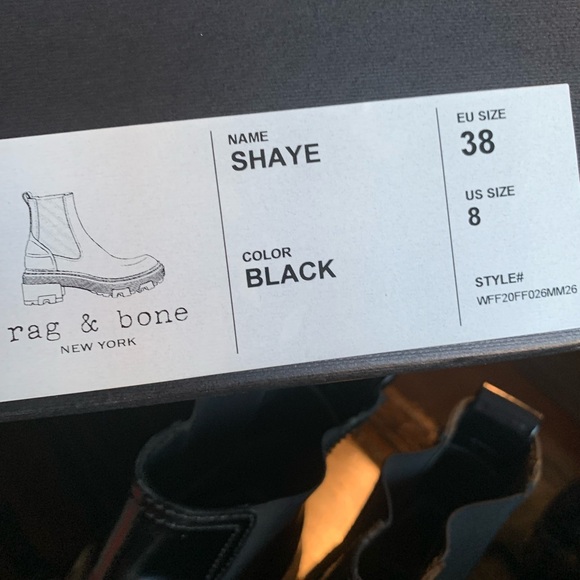 NAME
SHAYE
COLOR
BLACK
EU SIZE
38
US SIZE
8
STYLE#
WFF20FF026MM26
rag & bone
NEW YORK